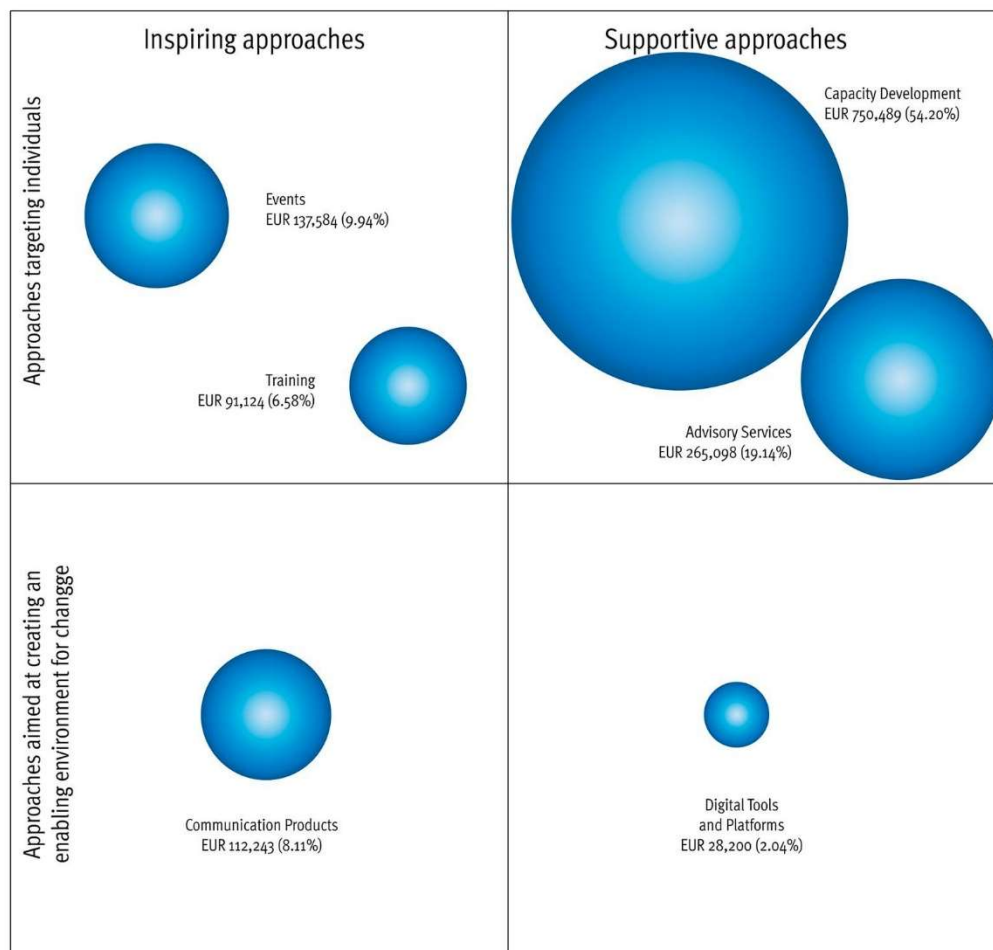 Inspiring approaches
Supportive approaches
Approaches targeting individuals
Capacity Development
EUR 750,489 (54.20%)
Events
EUR 137,584 (9.94%)
Training
EUR 91,124 (6.58%)
Advisory Services
EUR 265,098 (19.14%)
Approaches aimed at creating an
enabling environment for changge
Communication Products
EUR 112,243 (8.11%)
Digital Tools
and Platforms
EUR 28,200 (2.04%)